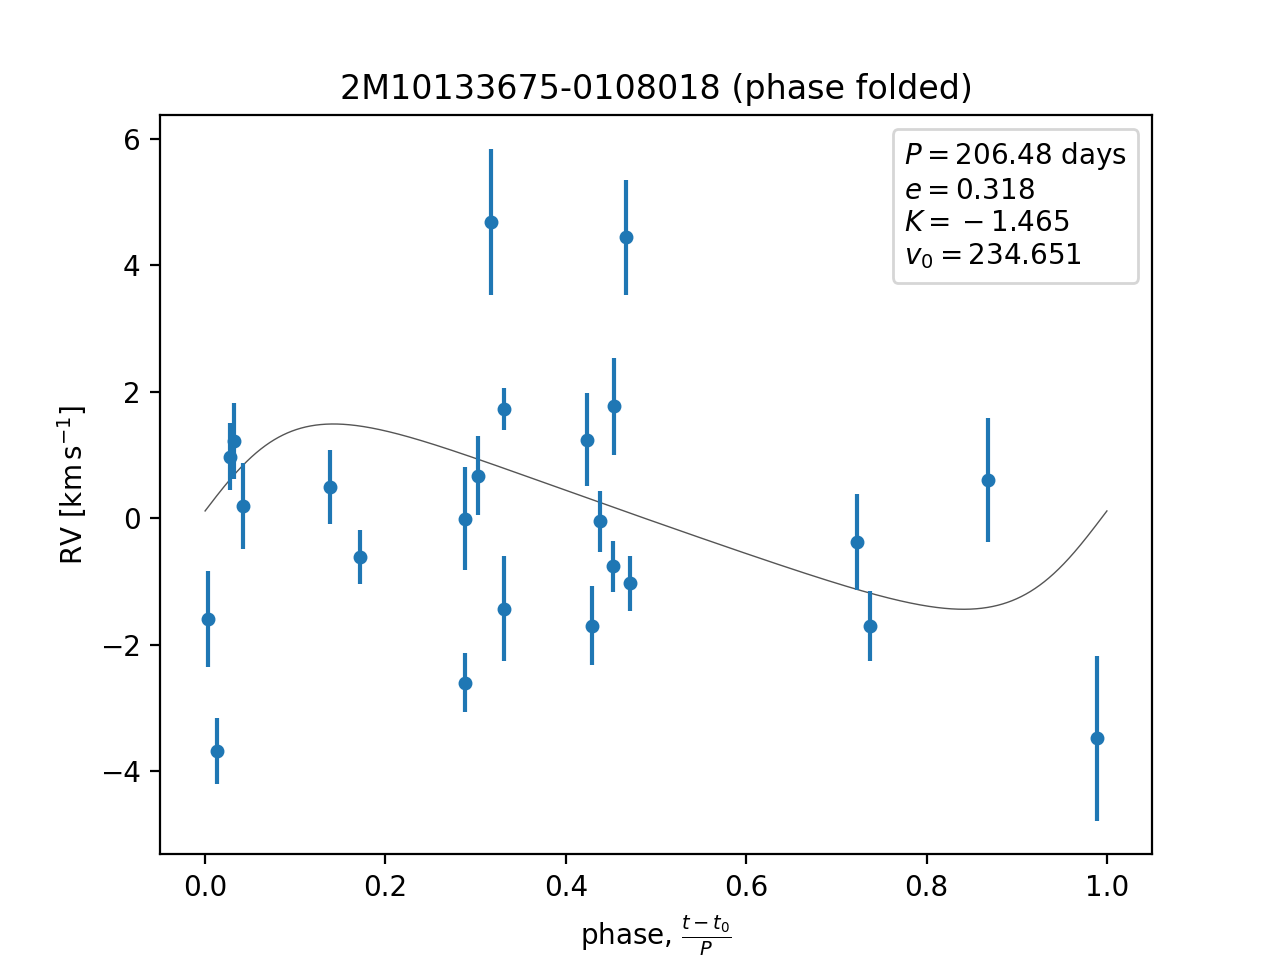 2M10133675-0108018 (phase folded)
P = 206.48 days
e = 0.318
K = −1.465
v₀ = 234.651
6
4
2
0
−2
−4
RV [km s⁻¹]
0.0 0.2 0.4 0.6 0.8 1.0
phase, (t − t₀)/P